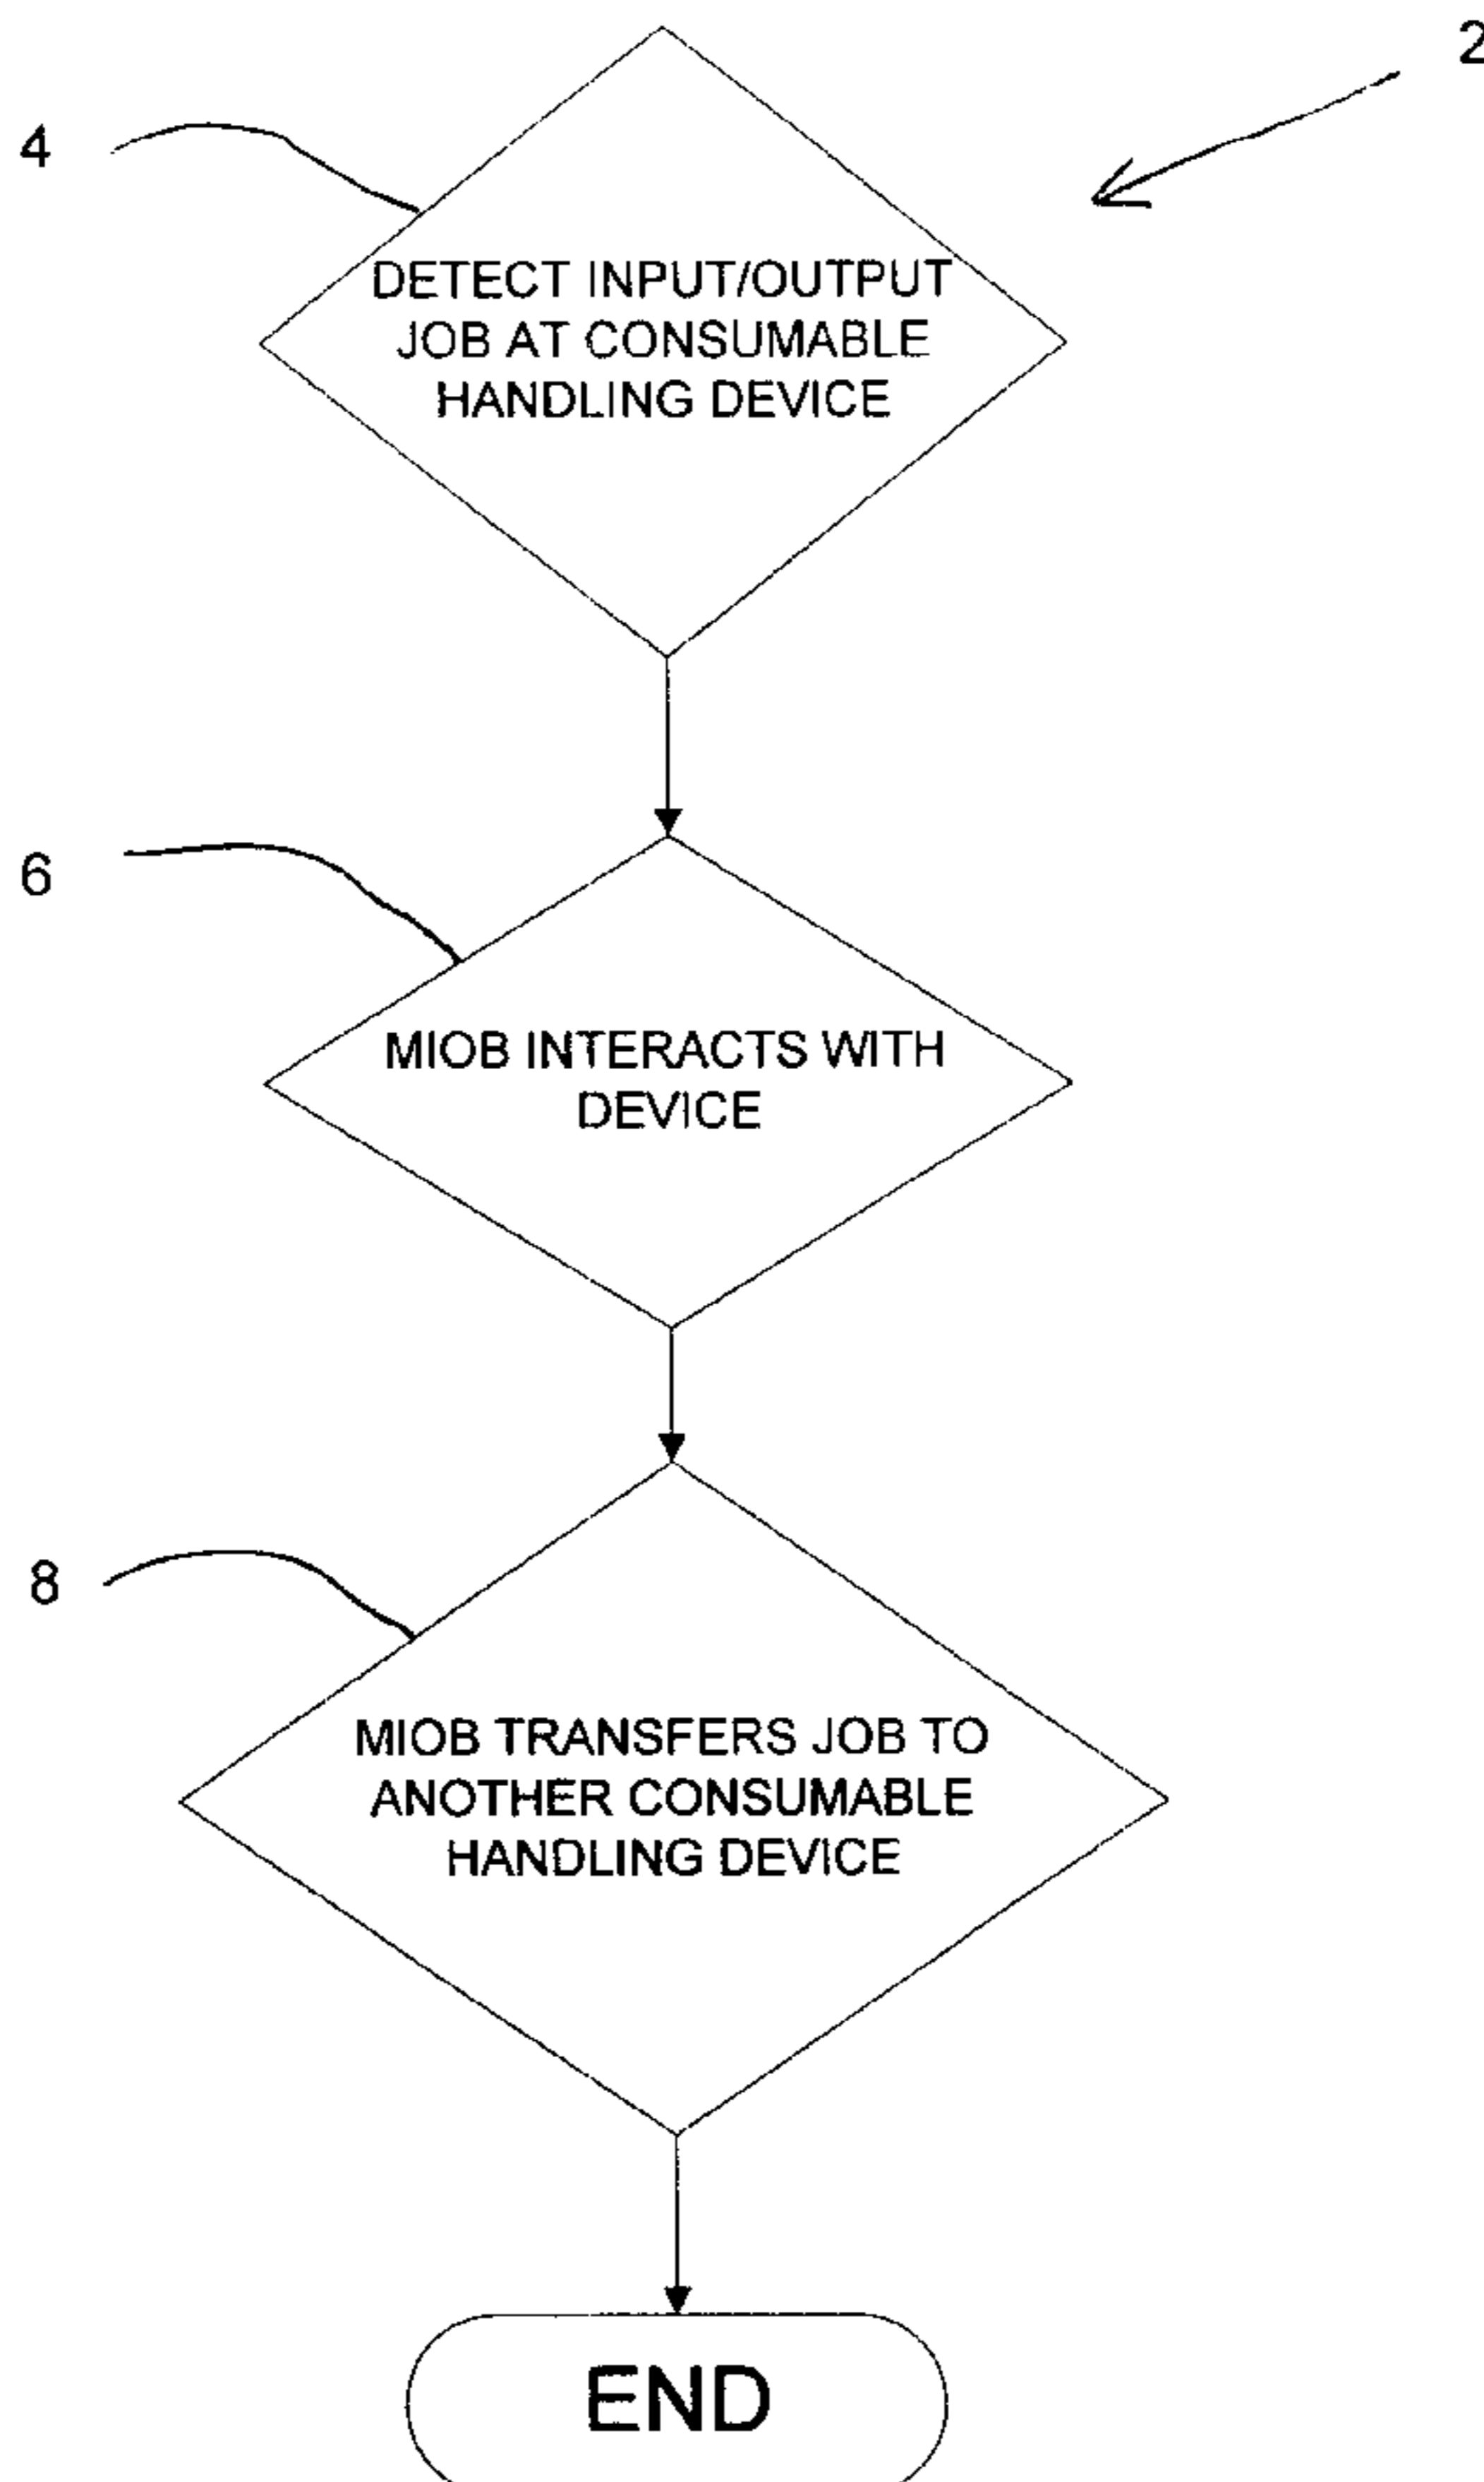 2
4
DETECT INPUT/OUTPUT
JOB AT CONSUMABLE
HANDLING DEVICE
6
MIOB INTERACTS WITH
DEVICE
8
MIOB TRANSFERS JOB TO
ANOTHER CONSUMABLE
HANDLING DEVICE
END